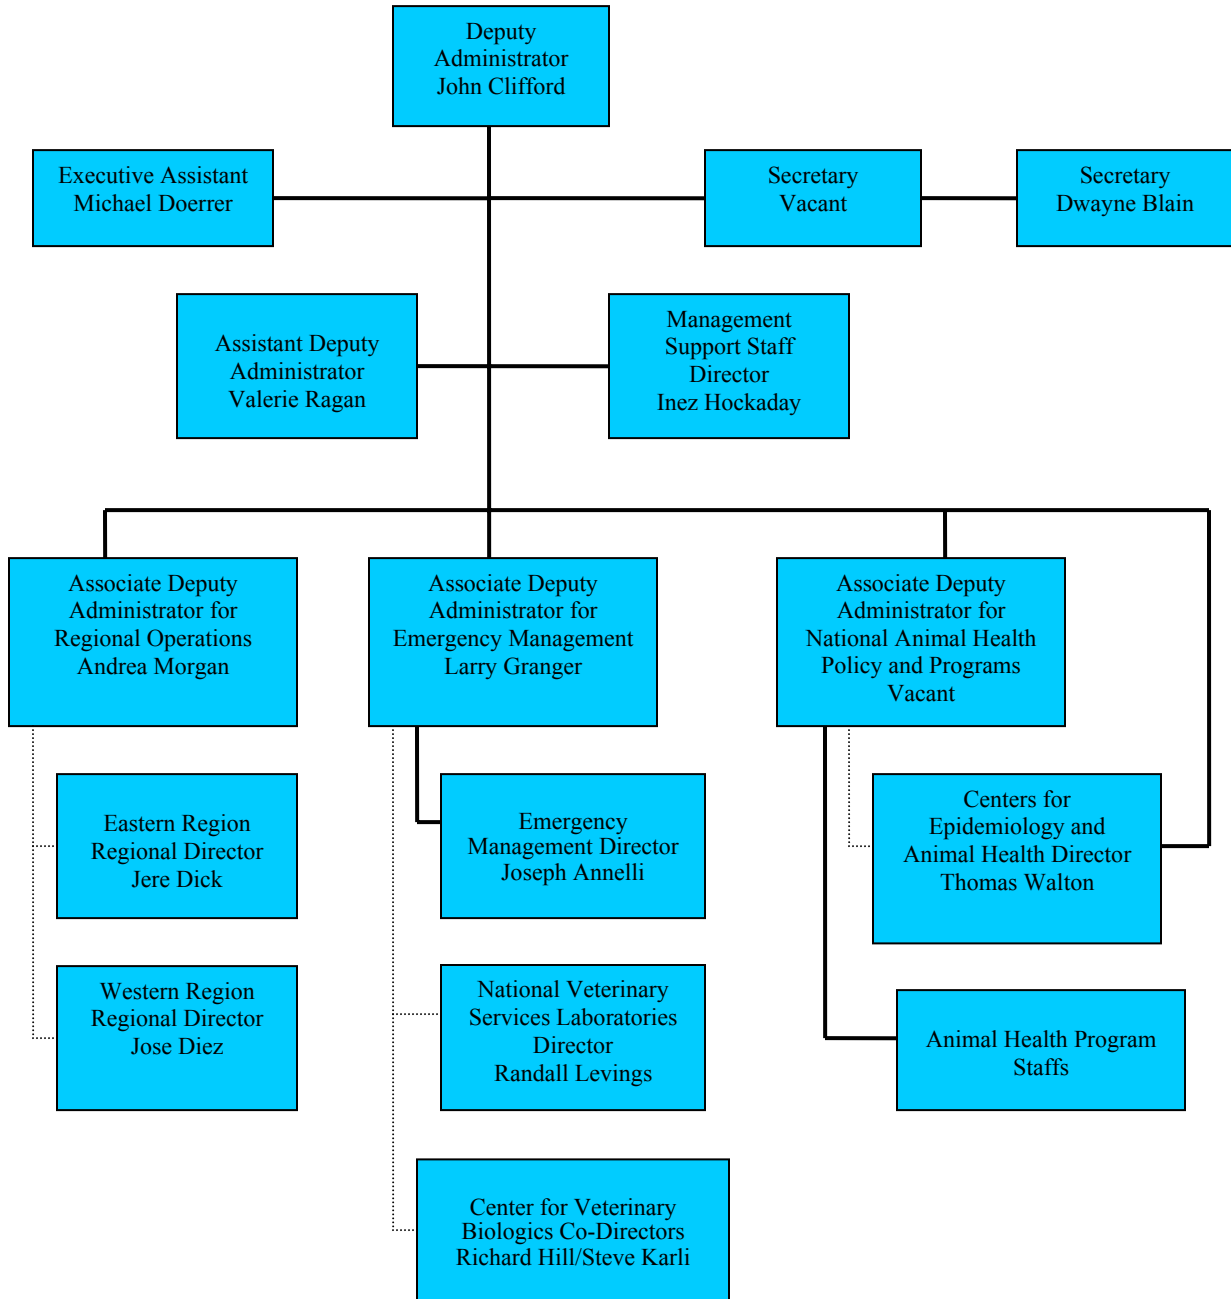 Deputy
Administrator
John Clifford
Executive Assistant
Michael Doerrer
Secretary
Vacant
Secretary
Dwayne Blain
Assistant Deputy
Administrator
Valerie Ragan
Management
Support Staff
Director
Inez Hockaday
Associate Deputy
Administrator for
Regional Operations
Andrea Morgan
Associate Deputy
Administrator for
Emergency Management
Larry Granger
Associate Deputy
Administrator for
National Animal Health
Policy and Programs
Vacant
Eastern Region
Regional Director
Jere Dick
Emergency
Management Director
Joseph Annelli
Centers for
Epidemiology and
Animal Health Director
Thomas Walton
Western Region
Regional Director
Jose Diez
National Veterinary
Services Laboratories
Director
Randall Levings
Animal Health Program
Staffs
Center for Veterinary
Biologics Co-Directors
Richard Hill/Steve Karli